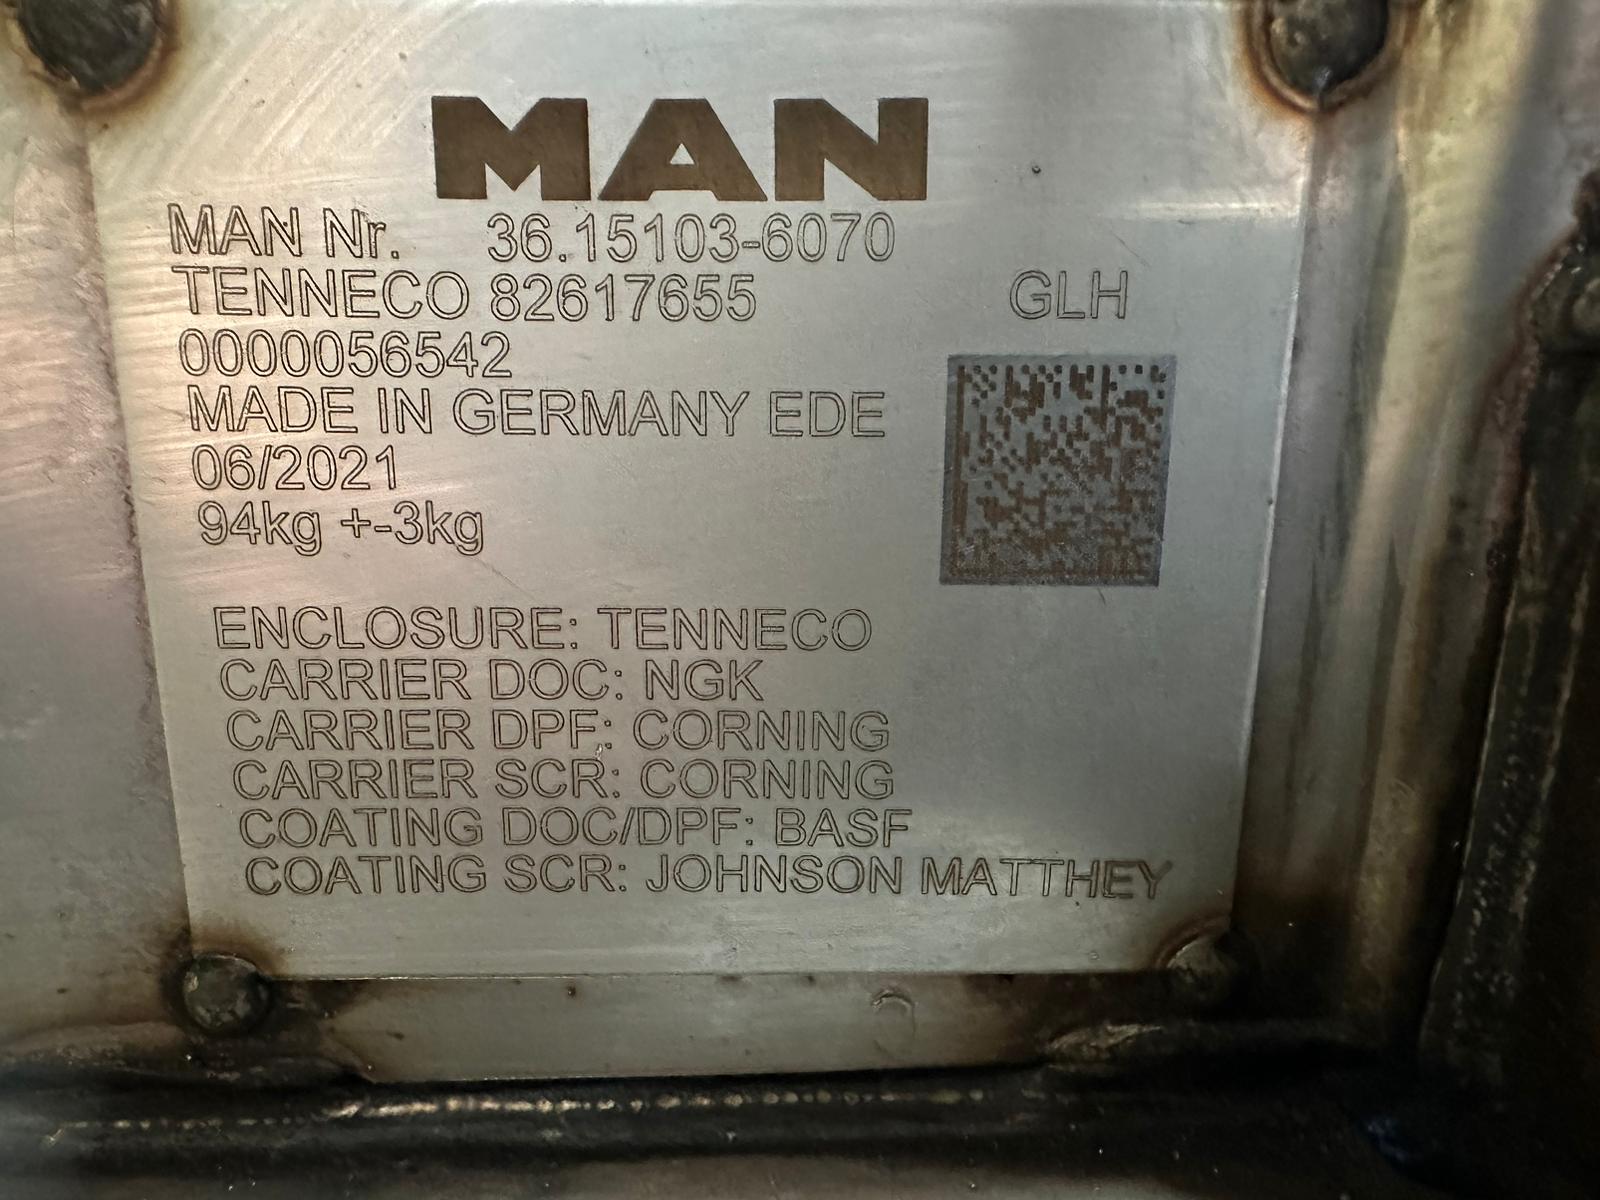 MAN
MAN Nr. 36.15103-6070
TENNECO 82617655 GLH
0000056542
MADE IN GERMANY EDE
06/2021
94kg +-3kg
ENCLOSURE: TENNECO
CARRIER DOC: NGK
CARRIER DPF: CORNING
CARRIER SCR: CORNING
COATING DOC/DPF: BASF
COATING SCR: JOHNSON MATTHEY